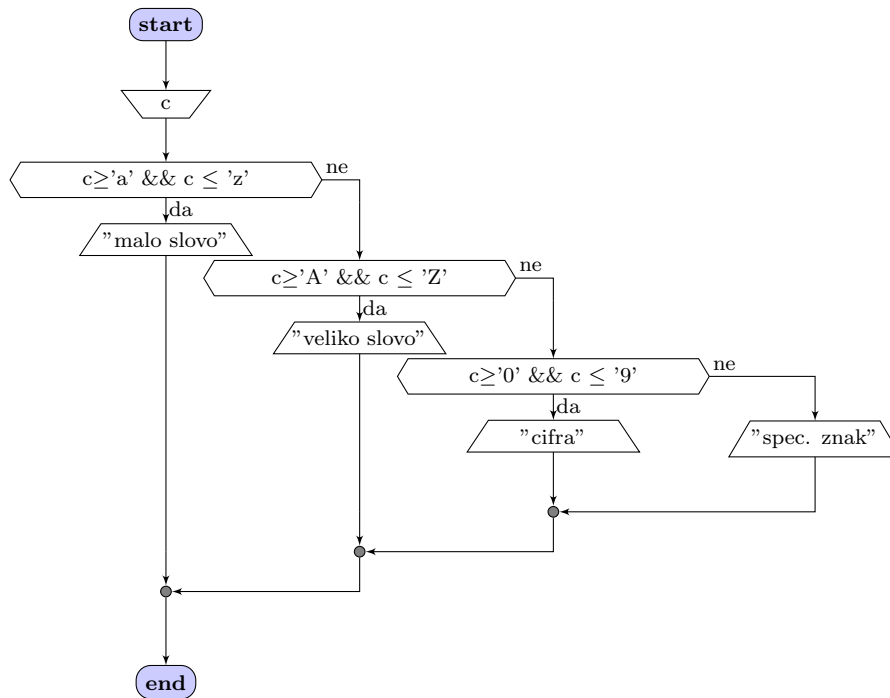 start
c
c≥'a' && c ≤ 'z'
ne
da
"malo slovo"
c≥'A' && c ≤ 'Z'
ne
da
"veliko slovo"
c≥'0' && c ≤ '9'
ne
da
"cifra"
"spec. znak"
end